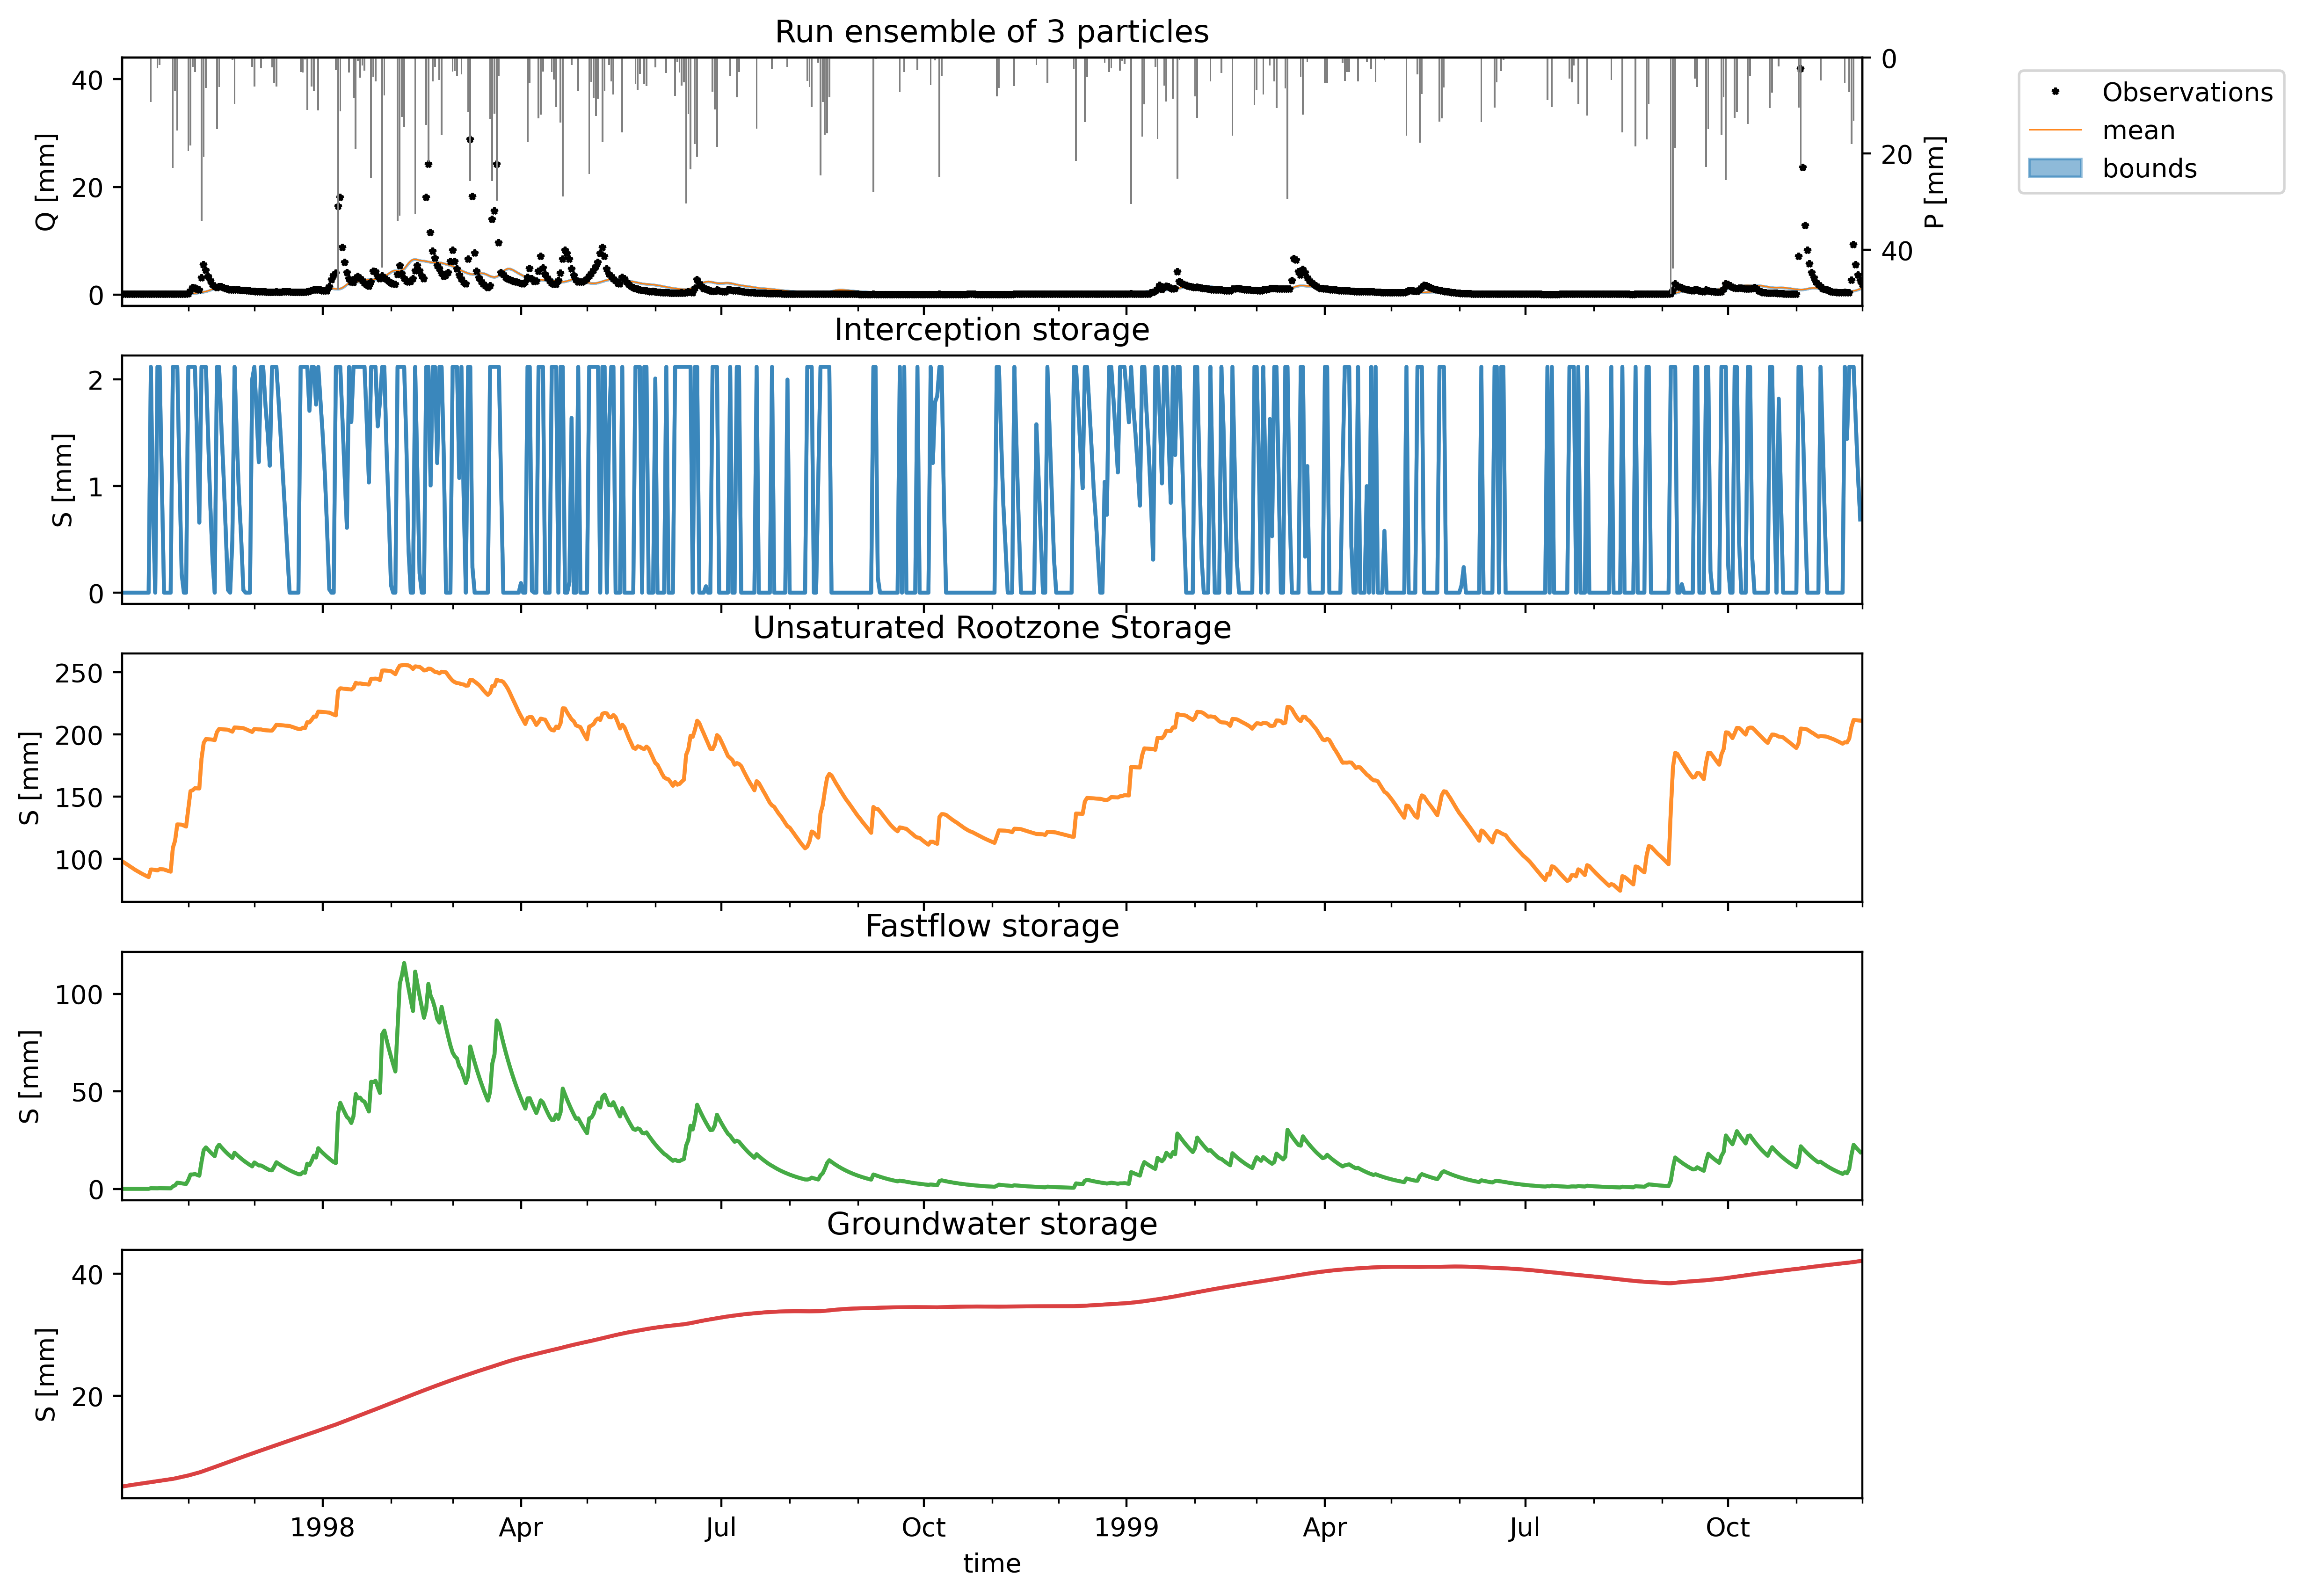 Run ensemble of 3 particles
40
20
0
Q [mm]
0
20
40
P [mm]
Observations
mean
bounds
Interception storage
2
1
0
S [mm]
Unsaturated Rootzone Storage
250
200
150
100
S [mm]
Fastflow storage
100
50
0
S [mm]
Groundwater storage
40
20
S [mm]
1998 Apr Jul Oct 1999 Apr Jul Oct
time